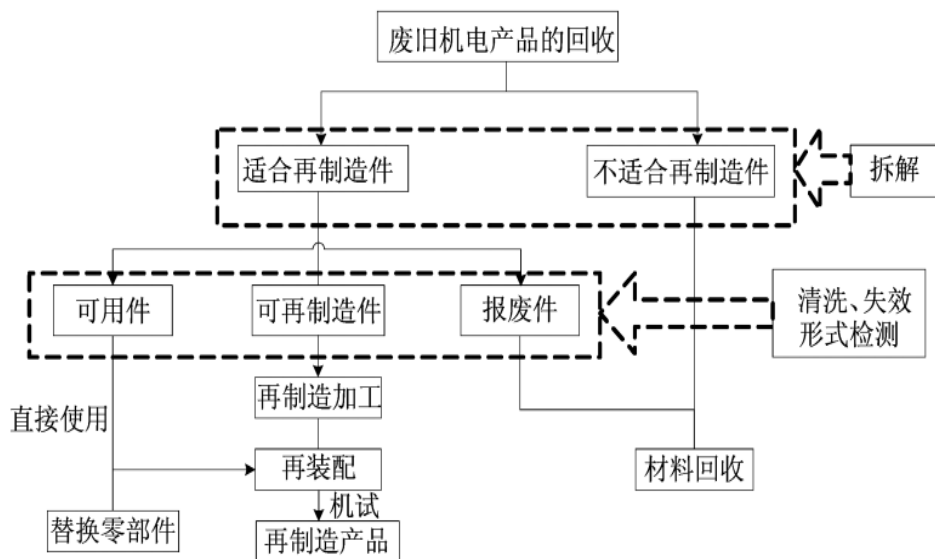 废旧机电产品的回收
适合再制造件
不适合再制造件
拆解
可用件
可再制造件
报废件
清洗、失效
形式检测
再制造加工
直接使用
再装配
材料回收
机试
替换零部件
再制造产品